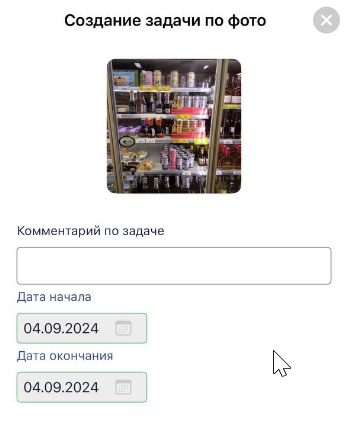 Создание задачи по фото
Комментарий по задаче
Дата начала
04.09.2024
Дата окончания
04.09.2024